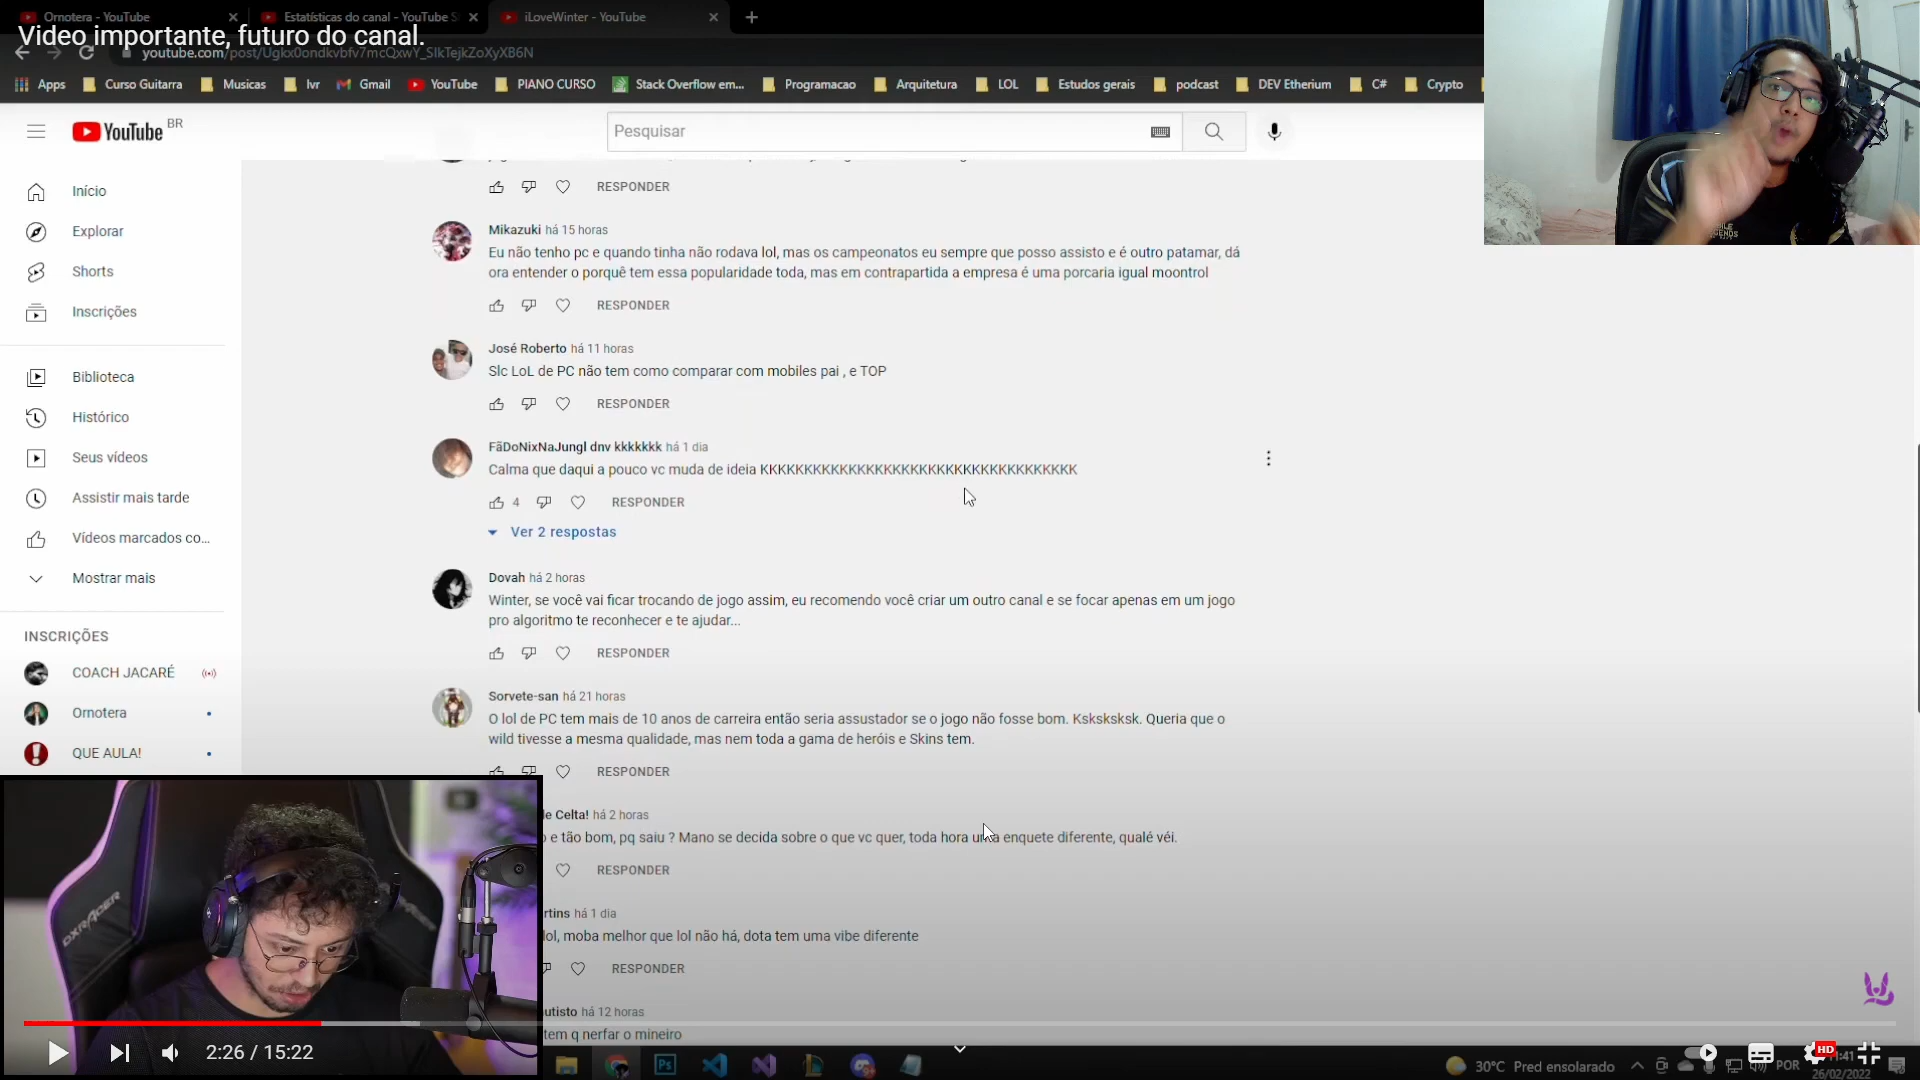 Ornotera - YouTube
Estatísticas do canal - YouTube S
iLoveWinter - YouTube
Video importante, futuro do canal.
Apps
Curso Guitarra
Musicas
lvr
Gmail
YouTube
PIANO CURSO
Stack Overflow em...
Programacao
Arquitetura
LOL
Estudos gerais
podcast
DEV Etherium
C#
Crypto
YouTube BR
Pesquisar
Início
Explorar
Shorts
Inscrições
Biblioteca
Histórico
Seus vídeos
Assistir mais tarde
Vídeos marcados co...
Mostrar mais
INSCRIÇÕES
COACH JACARÉ
Ornotera
QUE AULA!
RESPONDER
Mikazuki há 15 horas
Eu não tenho pc e quando tinha não rodava lol, mas os campeonatos eu sempre que posso assisto e é outro patamar, dá
ora entender o porquê tem essa popularidade toda, mas em contrapartida a empresa é uma porcaria igual moontrol
RESPONDER
José Roberto há 11 horas
Slc LoL de PC não tem como comparar com mobiles pai , e TOP
RESPONDER
FãDoNixNaJungl dnv kkkkkkk há 1 dia
Calma que daqui a pouco vc muda de ideia KKKKKKKKKKKKKKKKKKKKKKKKKKKKKKKKKKKK
4
RESPONDER
Ver 2 respostas
Dovah há 2 horas
Winter, se você vai ficar trocando de jogo assim, eu recomendo você criar um outro canal e se focar apenas em um jogo
pro algoritmo te reconhecer e te ajudar...
RESPONDER
Sorvete-san há 21 horas
O lol de PC tem mais de 10 anos de carreira então seria assustador se o jogo não fosse bom. Ksksksksk. Queria que o
wild tivesse a mesma qualidade, mas nem toda a gama de heróis e Skins tem.
RESPONDER
le Celta! há 2 horas
e tão bom, pq saiu ? Mano se decida sobre o que vc quer, toda hora uma enquete diferente, qualé véi.
RESPONDER
rtins há 1 dia
lol, moba melhor que lol não há, dota tem uma vibe diferente
RESPONDER
utisto há 12 horas
tem q nerfar o mineiro
DXRACER
2:26 / 15:22
30°C Pred ensolarado
POR
HD
26/02/2022